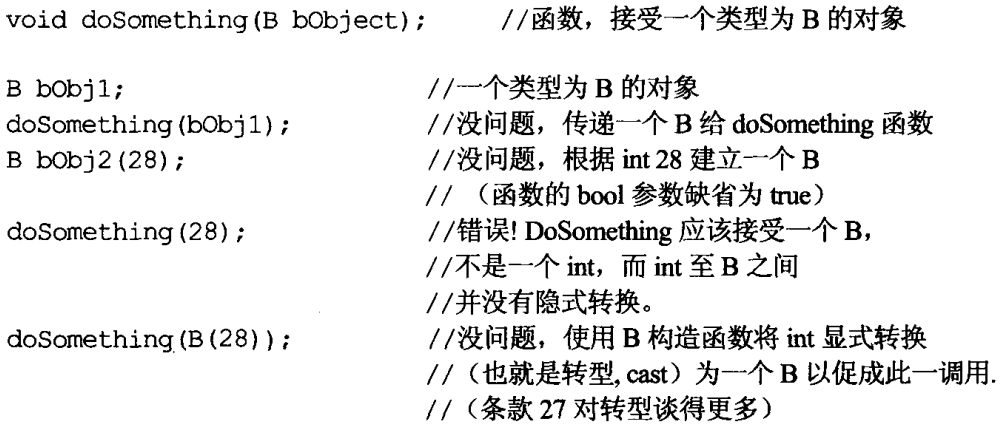 void doSomething(B bObject); //函数，接受一个类型为 B 的对象
B bObj1; //一个类型为 B 的对象
doSomething(bObj1); //没问题，传递一个 B 给 doSomething 函数
B bObj2(28); //没问题，根据 int 28 建立一个 B
// （函数的 bool 参数缺省为 true）
doSomething(28); //错误! DoSomething 应该接受一个 B，
//不是一个 int，而 int 至 B 之间
//并没有隐式转换。
doSomething(B(28)); //没问题，使用 B 构造函数将 int 显式转换
//（也就是转型, cast）为一个 B 以促成此一调用.
//（条款 27 对转型谈得更多）